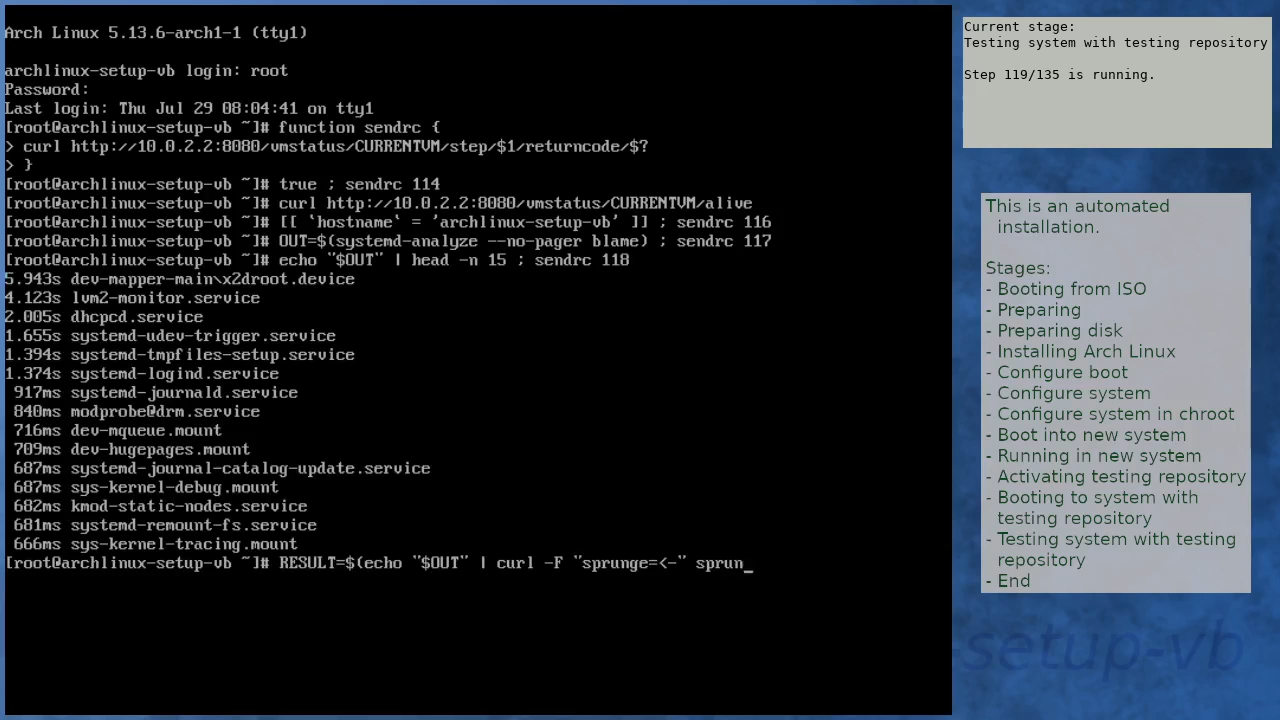 Arch Linux 5.13.6-arch1-1 (tty1)
archlinux-setup-vb login: root
Password:
Last login: Thu Jul 29 08:04:41 on tty1
[root@archlinux-setup-vb ~]# function sendrc {
> curl http://10.0.2.2:8080/vmstatus/CURRENTVM/step/$1/returncode/$?
> }
[root@archlinux-setup-vb ~]# true ; sendrc 114
[root@archlinux-setup-vb ~]# curl http://10.0.2.2:8080/vmstatus/CURRENTVM/alive
[root@archlinux-setup-vb ~]# [[ `hostname` = 'archlinux-setup-vb' ]] ; sendrc 116
[root@archlinux-setup-vb ~]# OUT=$(systemd-analyze --no-pager blame) ; sendrc 117
[root@archlinux-setup-vb ~]# echo "$OUT" | head -n 15 ; sendrc 118
5.943s dev-mapper-main\x2droot.device
4.123s lvm2-monitor.service
2.005s dhcpcd.service
1.655s systemd-udev-trigger.service
1.394s systemd-tmpfiles-setup.service
1.374s systemd-logind.service
917ms systemd-journald.service
840ms modprobe@drm.service
716ms dev-mqueue.mount
709ms dev-hugepages.mount
687ms systemd-journal-catalog-update.service
687ms sys-kernel-debug.mount
682ms kmod-static-nodes.service
681ms systemd-remount-fs.service
666ms sys-kernel-tracing.mount
[root@archlinux-setup-vb ~]# RESULT=$(echo "$OUT" | curl -F "sprunge=<-" sprun_
Current stage:
Testing system with testing repository
Step 119/135 is running.
This is an automated
installation.
Stages:
- Booting from ISO
- Preparing
- Preparing disk
- Installing Arch Linux
- Configure boot
- Configure system
- Configure system in chroot
- Boot into new system
- Running in new system
- Activating testing repository
- Booting to system with
testing repository
- Testing system with testing
repository
- End
-setup-vb